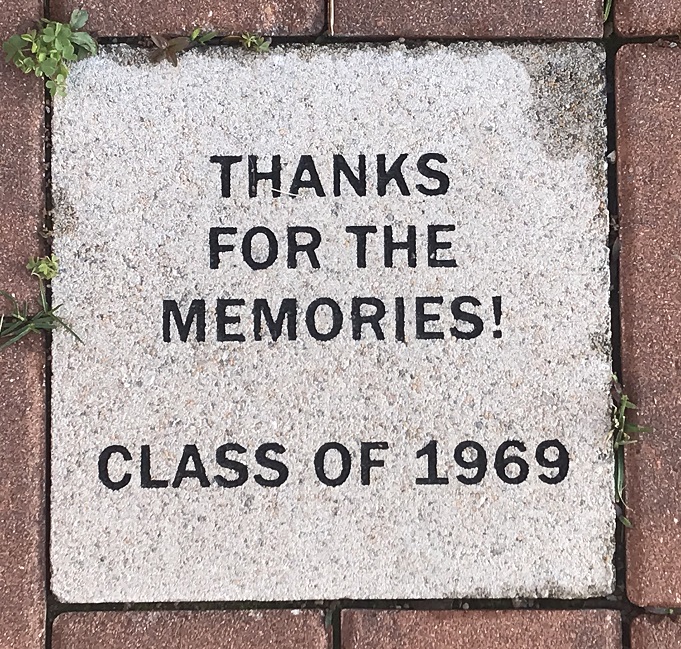 THANKS
FOR THE
MEMORIES!
CLASS OF 1969